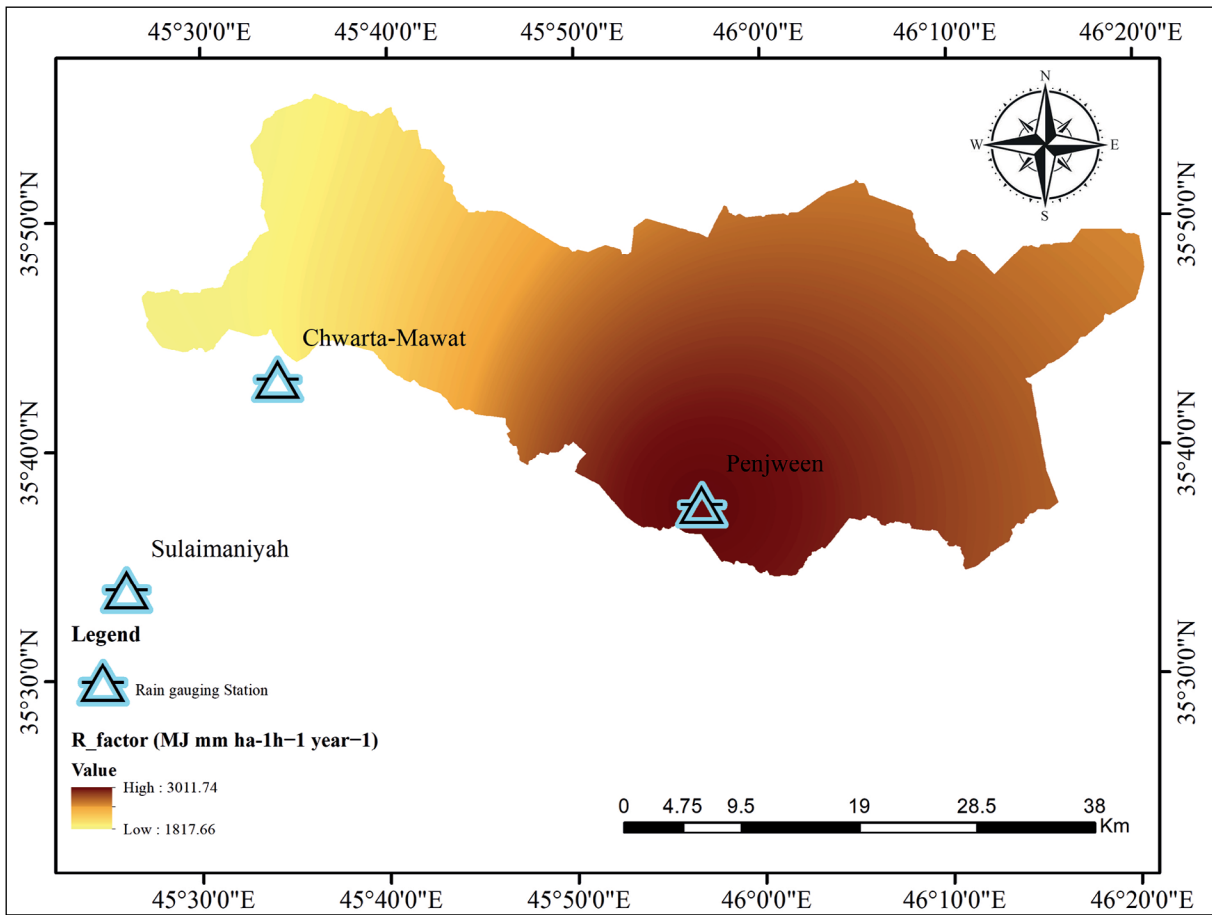 45°30'0"E 45°40'0"E 45°50'0"E 46°0'0"E 46°10'0"E 46°20'0"E
N
W E
S
35°50'0"N 35°50'0"N
Chwarta-Mawat
35°40'0"N 35°40'0"N
Penjween
Sulaimaniyah
Legend
35°30'0"N 35°30'0"N
Rain gauging Station
R_factor (MJ mm ha-1h−1 year−1)
Value
High : 3011.74
Low : 1817.66
0 4.75 9.5 19 28.5 38
Km
45°30'0"E 45°40'0"E 45°50'0"E 46°0'0"E 46°10'0"E 46°20'0"E